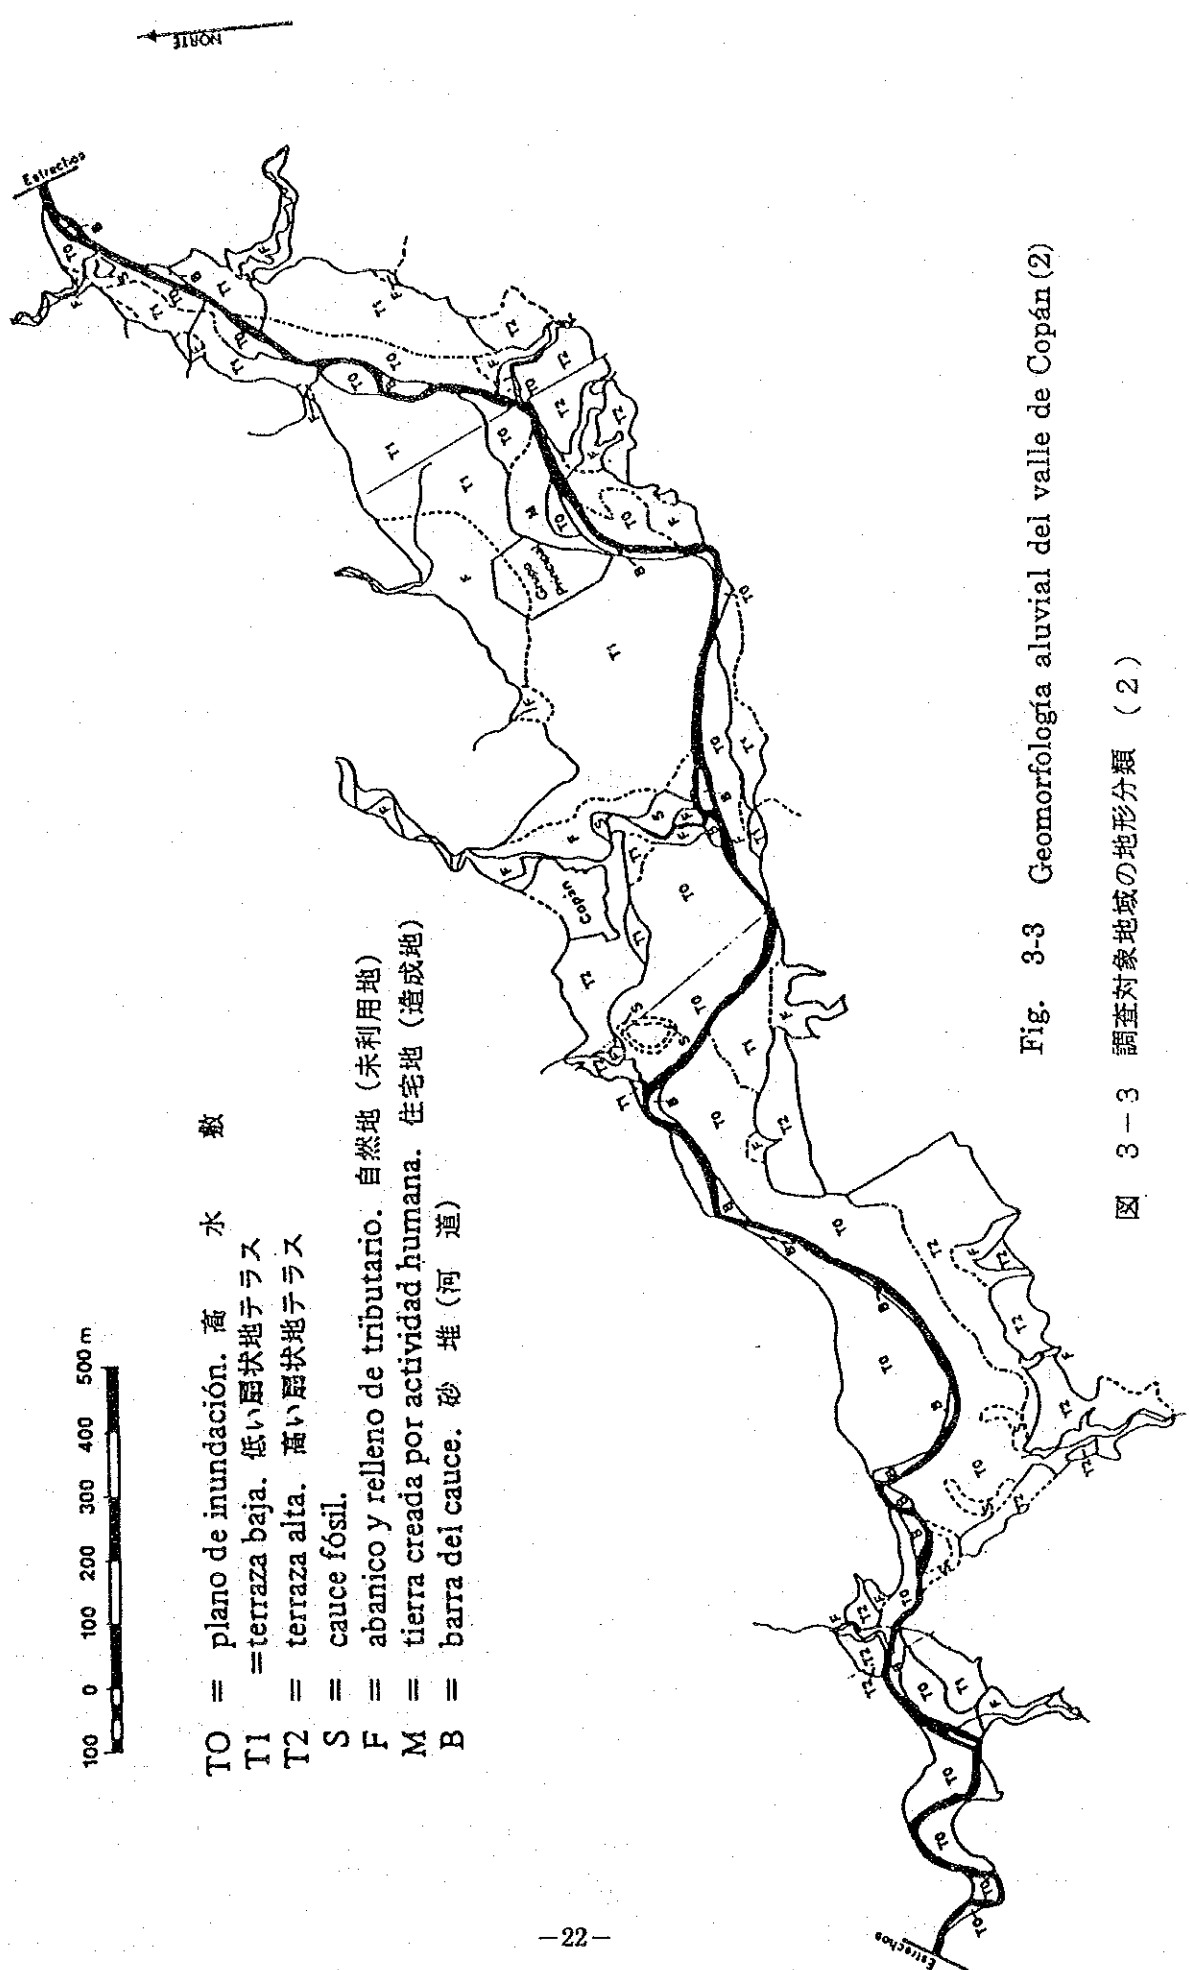 NORTE
Estrechos
100 0 100 200 300 400 500 m
TO = plano de inundación. 高 水 敷
T1 =terraza baja. 低い扇状地テラス
T2 = terraza alta. 高い扇状地テラス
S = cauce fósil.
F = abanico y relleno de tributario. 自然地 (未利用地)
M = tierra creada por actividad humana. 住宅地 (造成地)
B = barra del cauce. 砂 堆 (河 道)
Grupo
Principal
Copán
Estrechos
Fig. 3-3 Geomorfología aluvial del valle de Copán (2)
図 3-3 調査対象地域の地形分類 (2)
-22-